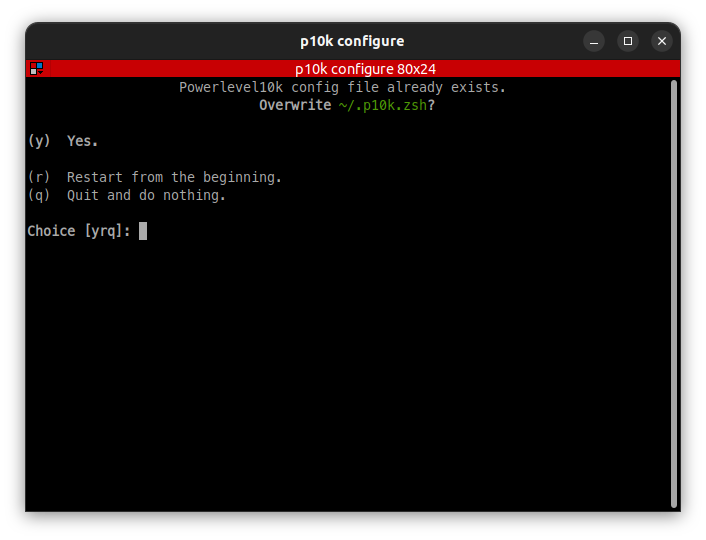 p10k configure
p10k configure 80x24
Powerlevel10k config file already exists.
Overwrite ~/.p10k.zsh?
(y)  Yes.
(r)  Restart from the beginning.
(q)  Quit and do nothing.
Choice [yrq]: